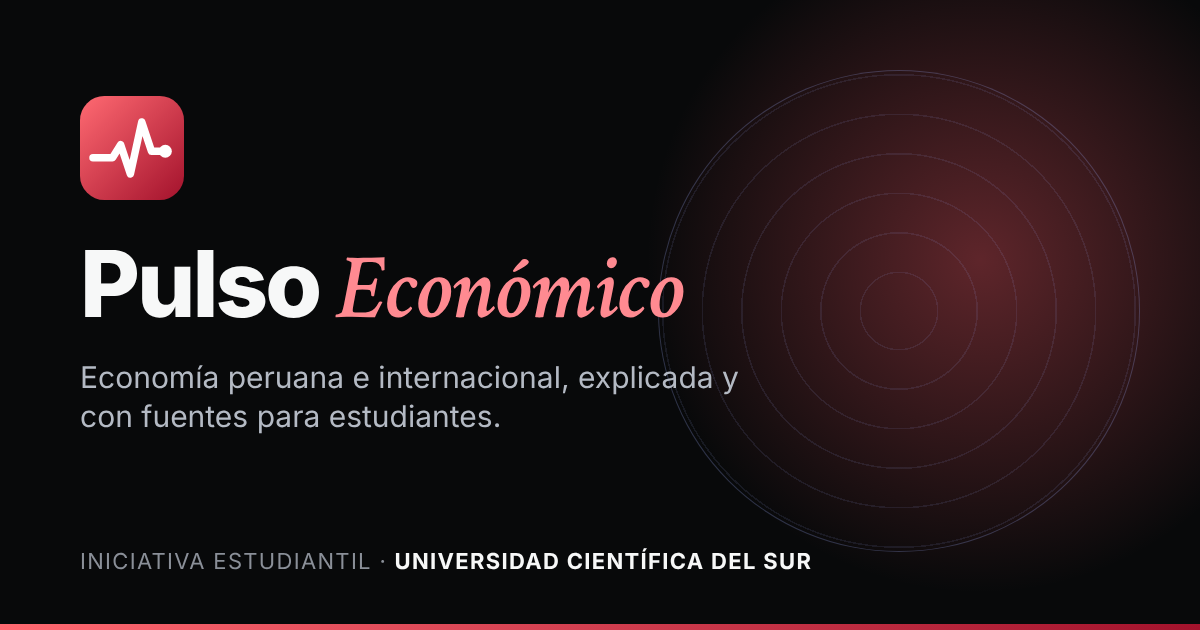 Pulso Económico
Economía peruana e internacional, explicada y
con fuentes para estudiantes.
INICIATIVA ESTUDIANTIL · UNIVERSIDAD CIENTÍFICA DEL SUR